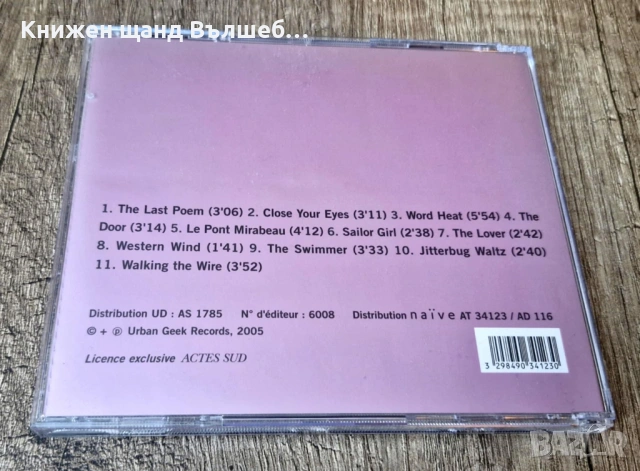 Книжен щанд Вълшеб...
1. The Last Poem (3'06) 2. Close Your Eyes (3'11) 3. Word Heat (5'54) 4. The
Door (3'14) 5. Le Pont Mirabeau (4'12) 6. Sailor Girl (2'38) 7. The Lover (2'42)
8. Western Wind (1'41) 9. The Swimmer (3'33) 10. Jitterbug Waltz (2'40)
11. Walking the Wire (3'52)
Distribution UD : AS 1785 N° d'éditeur : 6008 Distribution naïve AT 34123 / AD 116
© + ℗ Urban Geek Records, 2005
Licence exclusive ACTES SUD
3 298490 341230